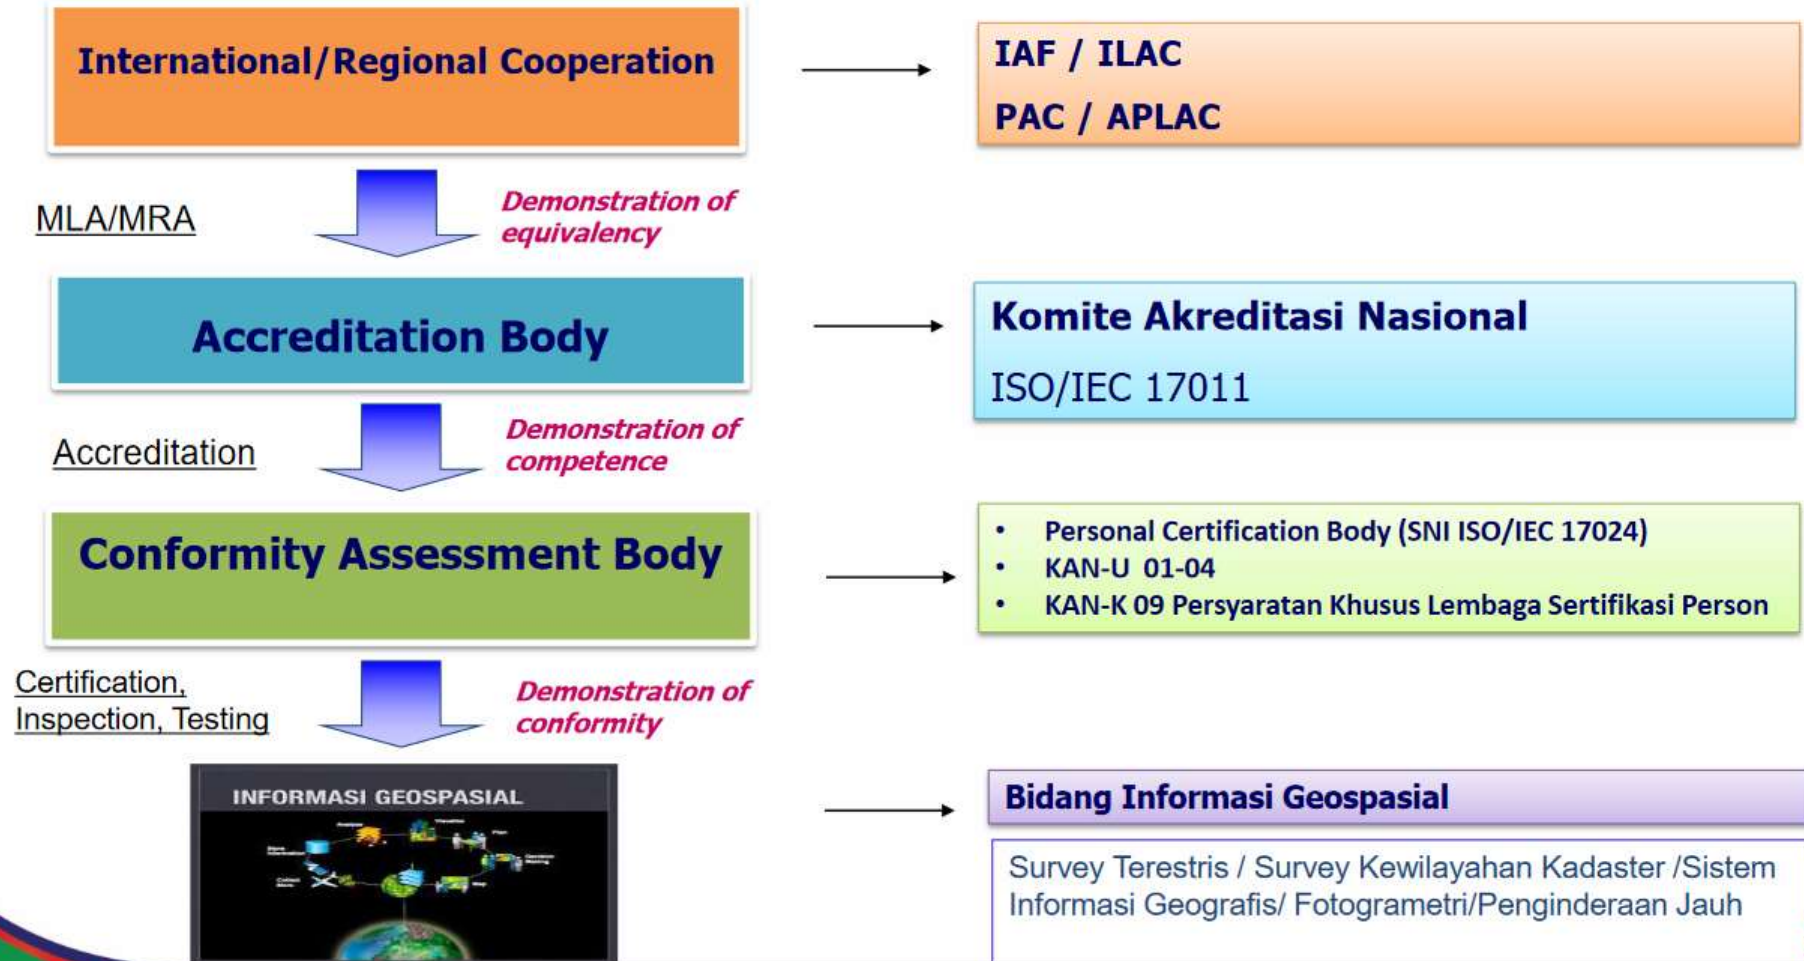 International/Regional Cooperation
IAF / ILAC
PAC / APLAC
MLA/MRA
Demonstration of
equivalency
Accreditation Body
Komite Akreditasi Nasional
ISO/IEC 17011
Accreditation
Demonstration of
competence
Conformity Assessment Body
• Personal Certification Body (SNI ISO/IEC 17024)
• KAN-U 01-04
• KAN-K 09 Persyaratan Khusus Lembaga Sertifikasi Person
Certification,
Inspection, Testing
Demonstration of
conformity
INFORMASI GEOSPASIAL
Plan
Map
Bidang Informasi Geospasial
Survey Terestris / Survey Kewilayahan Kadaster /Sistem
Informasi Geografis/ Fotogrametri/Penginderaan Jauh